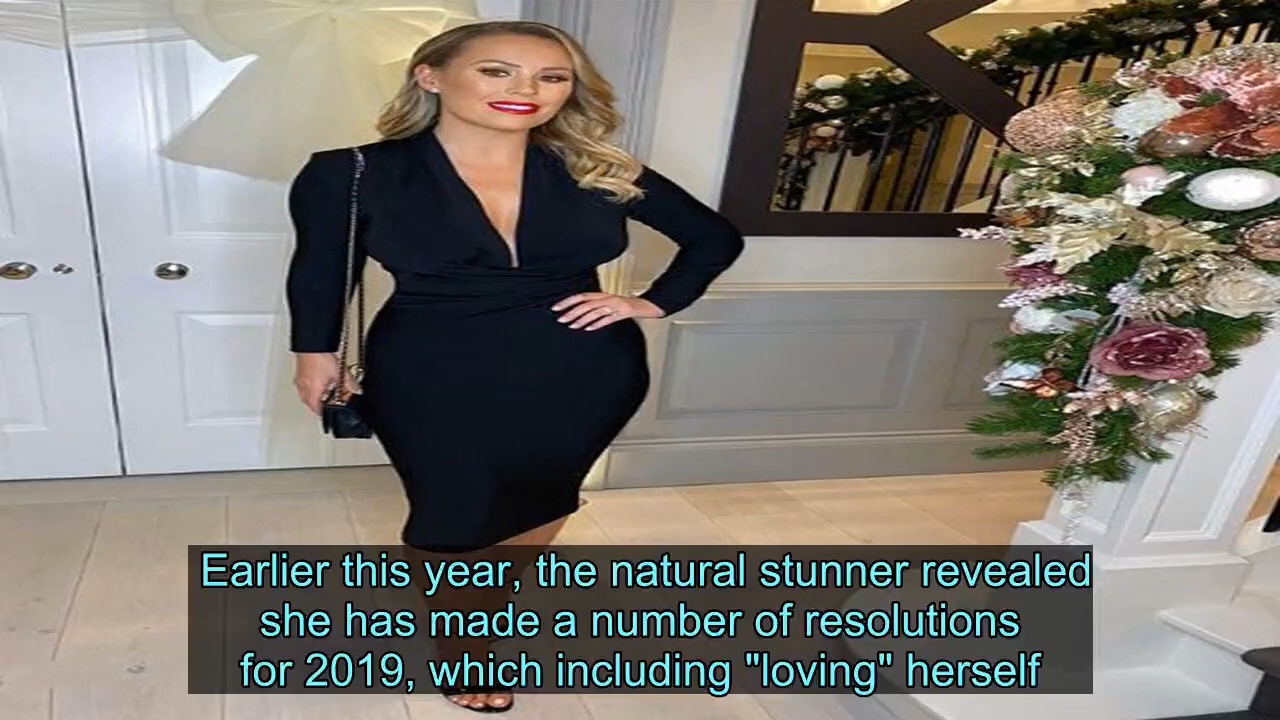 Earlier this year, the natural stunner revealed
she has made a number of resolutions
for 2019, which including "loving" herself